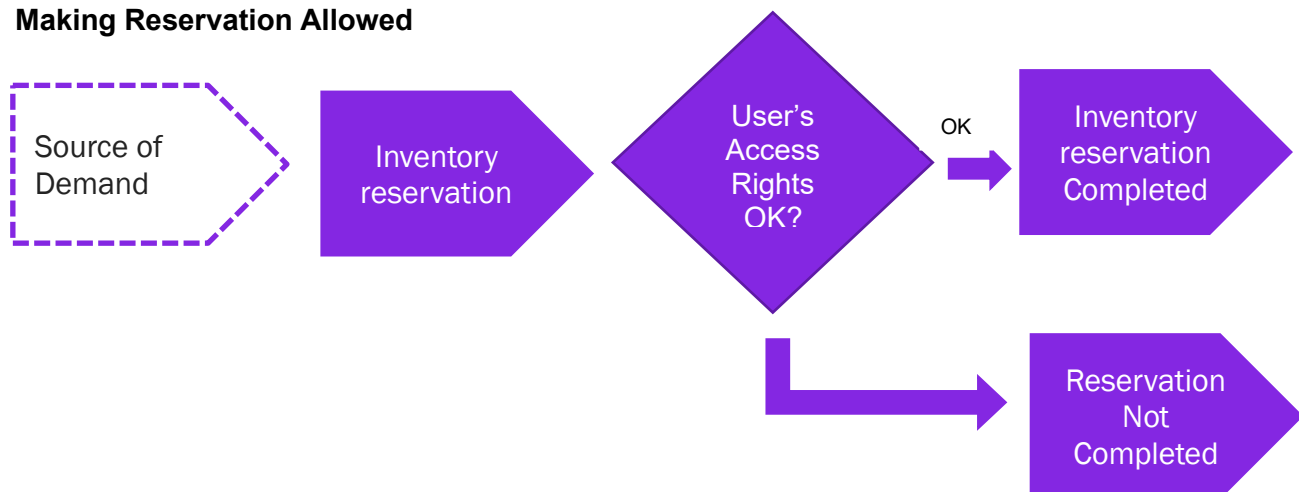 Making Reservation Allowed
Source of
Demand
Inventory
reservation
User's
Access
Rights
OK?
OK
Inventory
reservation
Completed
Reservation
Not
Completed